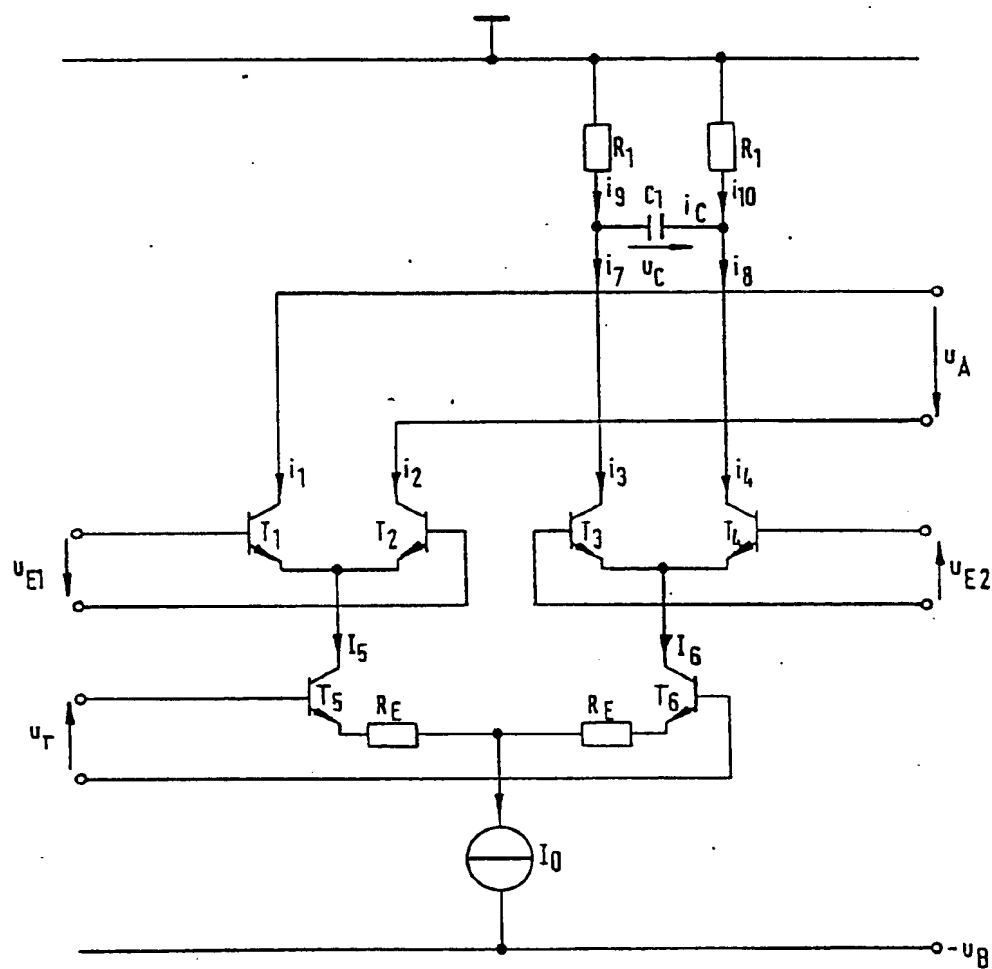 R1 R1
i9 C1 iC i10
i7 uC i8
uA
i1 i2 i3 i4
T1 T2 T3 T4
uE1 uE2
I5 I6
T5 RE RE T6
ur
I0
-uB